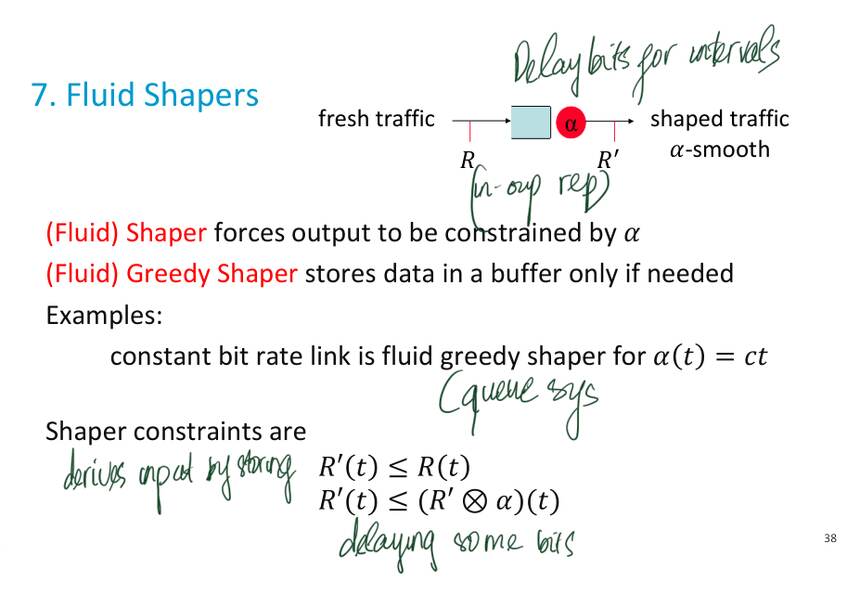 Delay bits for intervals
7. Fluid Shapers
fresh traffic
α
shaped traffic
α-smooth
R
R′
(in-oup rep)
(Fluid) Shaper forces output to be constrained by α
(Fluid) Greedy Shaper stores data in a buffer only if needed
Examples:
constant bit rate link is fluid greedy shaper for α(t) = ct
(queue sys
Shaper constraints are
derives input by storing
R′(t) ≤ R(t)
R′(t) ≤ (R′ ⊗ α)(t)
delaying some bits
38